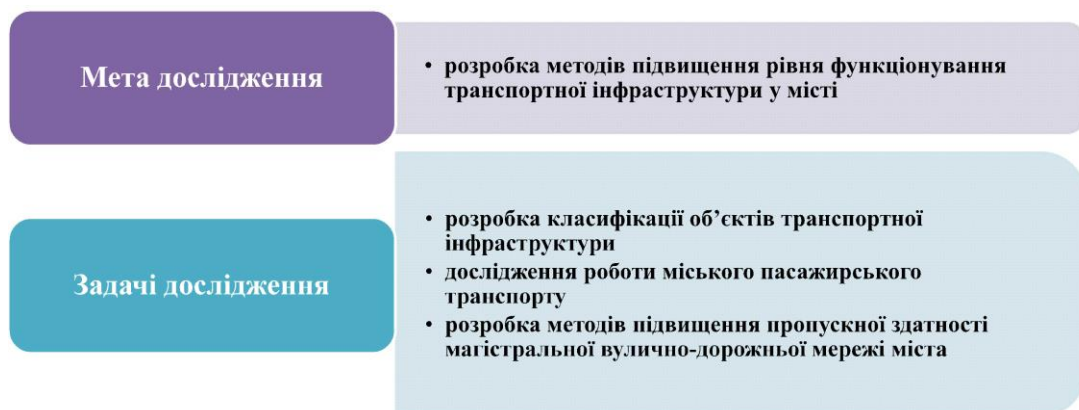 Мета дослідження
• розробка методів підвищення рівня функціонування
транспортної інфраструктури у місті
Задачі дослідження
• розробка класифікації об’єктів транспортної
інфраструктури
• дослідження роботи міського пасажирського
транспорту
• розробка методів підвищення пропускної здатності
магістральної вулично-дорожньої мережі міста